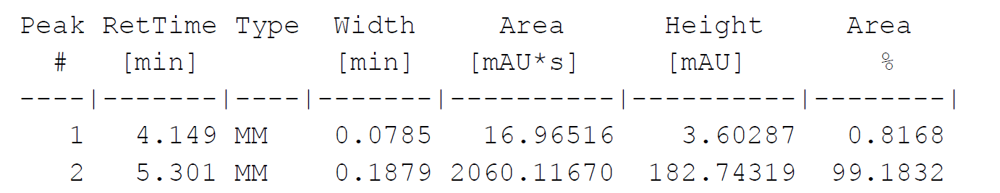 Peak RetTime Type  Width     Area      Height     Area
  #   [min]        [min]   [mAU*s]     [mAU]        %
----|-------|----|-------|----------|----------|--------|
   1   4.149 MM    0.0785   16.96516    3.60287   0.8168
   2   5.301 MM    0.1879 2060.11670  182.74319  99.1832